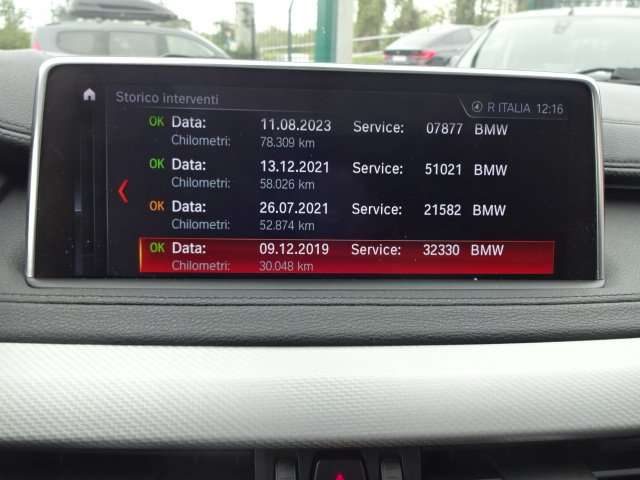 Storico interventi R ITALIA 12:16
OK Data: 11.08.2023 Service: 07877 BMW
Chilometri: 78.309 km
OK Data: 13.12.2021 Service: 51021 BMW
Chilometri: 58.026 km
OK Data: 26.07.2021 Service: 21582 BMW
Chilometri: 52.874 km
OK Data: 09.12.2019 Service: 32330 BMW
Chilometri: 30.048 km